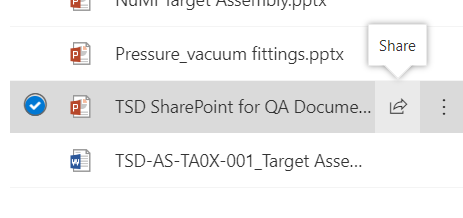 NuMI Target Assembly.pptx
Share
Pressure_vacuum fittings.pptx
TSD SharePoint for QA Docume...
TSD-AS-TA0X-001_Target Asse...